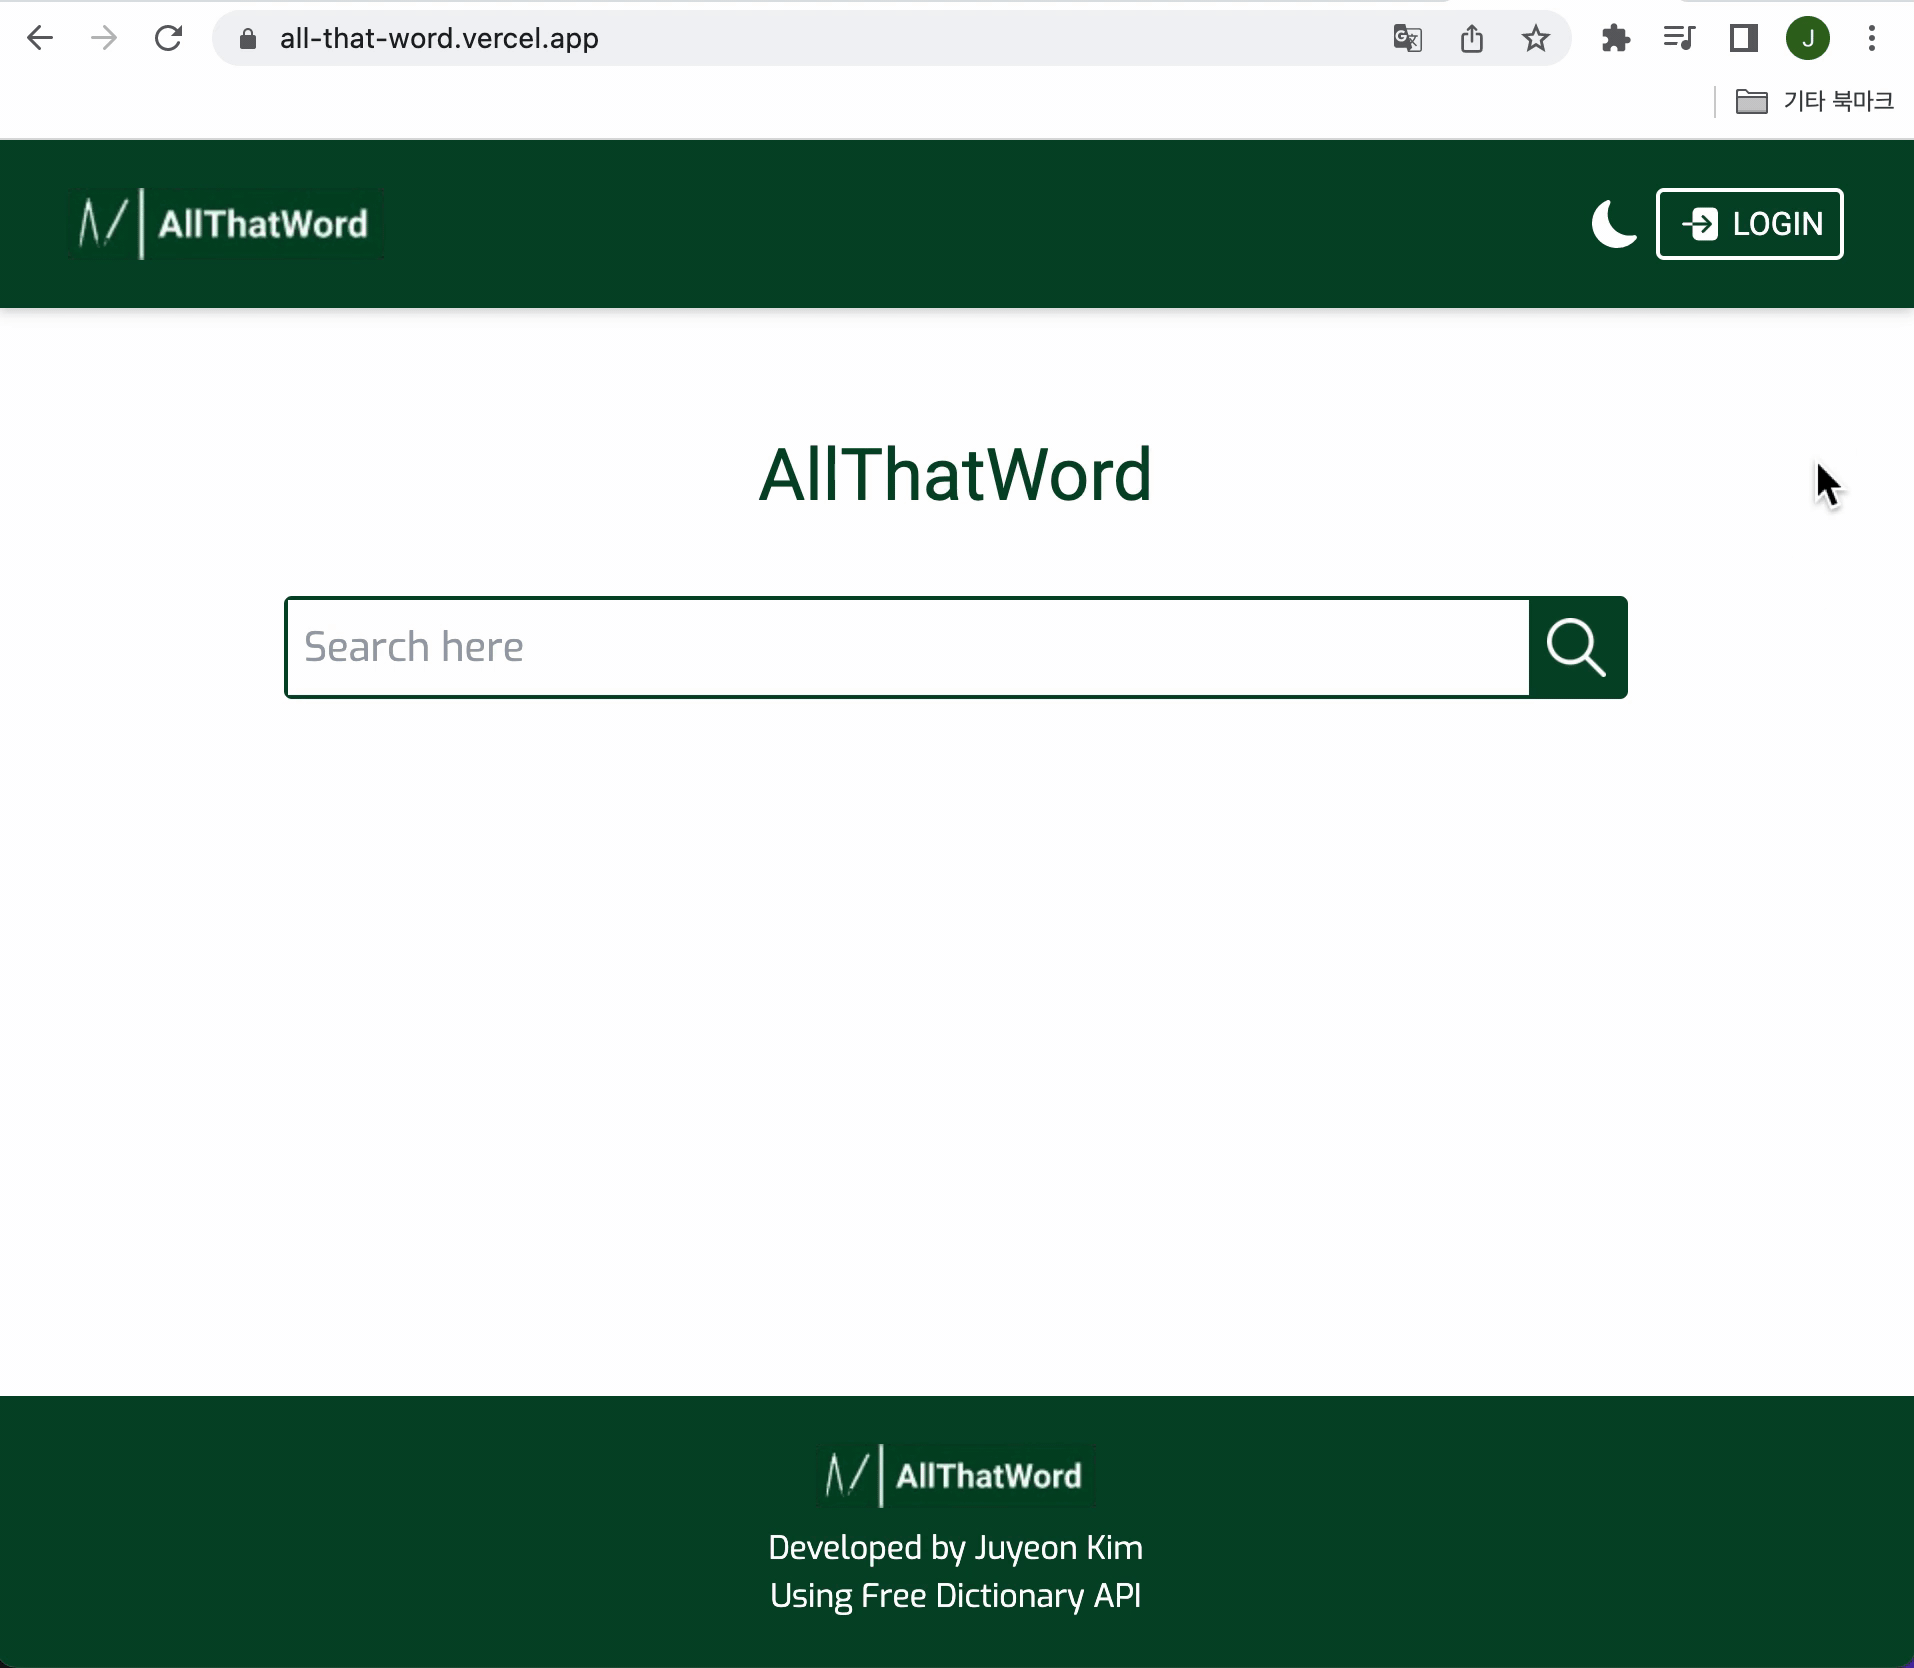 all-that-word.vercel.app
J
기타 북마크
AllThatWord
LOGIN
AllThatWord
Search here
AllThatWord
Developed by Juyeon Kim
Using Free Dictionary API